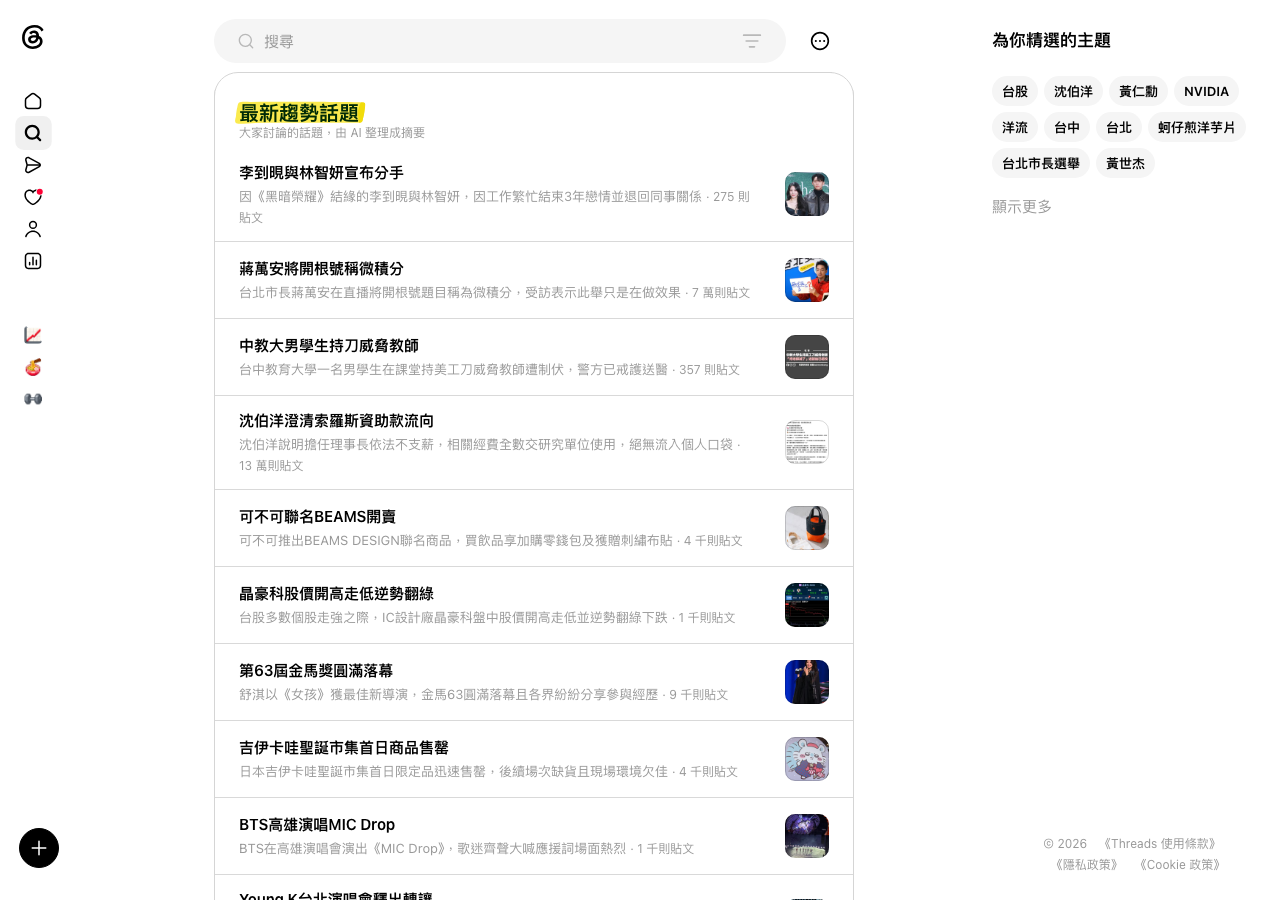 搜尋
最新趨勢話題
大家討論的話題，由 AI 整理成摘要
李到晛與林智妍宣布分手
因《黑暗榮耀》結緣的李到晛與林智妍，因工作繁忙結束3年戀情並退回同事關係 · 275 則
貼文
蔣萬安將開根號稱微積分
台北市長蔣萬安在直播將開根號題目稱為微積分，受訪表示此舉只是在做效果 · 7 萬則貼文
中教大男學生持刀威脅教師
台中教育大學一名男學生在課堂持美工刀威脅教師遭制伏，警方已戒護送醫 · 357 則貼文
沈伯洋澄清索羅斯資助款流向
沈伯洋說明擔任理事長依法不支薪，相關經費全數交研究單位使用，絕無流入個人口袋 ·
13 萬則貼文
可不可聯名BEAMS開賣
可不可推出BEAMS DESIGN聯名商品，買飲品享加購零錢包及獲贈刺繡布貼 · 4 千則貼文
晶豪科股價開高走低逆勢翻綠
台股多數個股走強之際，IC設計廠晶豪科盤中股價開高走低並逆勢翻綠下跌 · 1 千則貼文
第63屆金馬獎圓滿落幕
舒淇以《女孩》獲最佳新導演，金馬63圓滿落幕且各界紛紛分享參與經歷 · 9 千則貼文
吉伊卡哇聖誕市集首日商品售罄
日本吉伊卡哇聖誕市集首日限定品迅速售罄，後續場次缺貨且現場環境欠佳 · 4 千則貼文
BTS高雄演唱MIC Drop
BTS在高雄演唱會演出《MIC Drop》，歌迷齊聲大喊應援詞場面熱烈 · 1 千則貼文
Young K台北演唱會釋出轉讓
為你精選的主題
台股 沈伯洋 黃仁勳 NVIDIA
洋流 台中 台北 蚵仔煎洋芋片
台北市長選舉 黃世杰
顯示更多
© 2026 《Threads 使用條款》
《隱私政策》 《Cookie 政策》